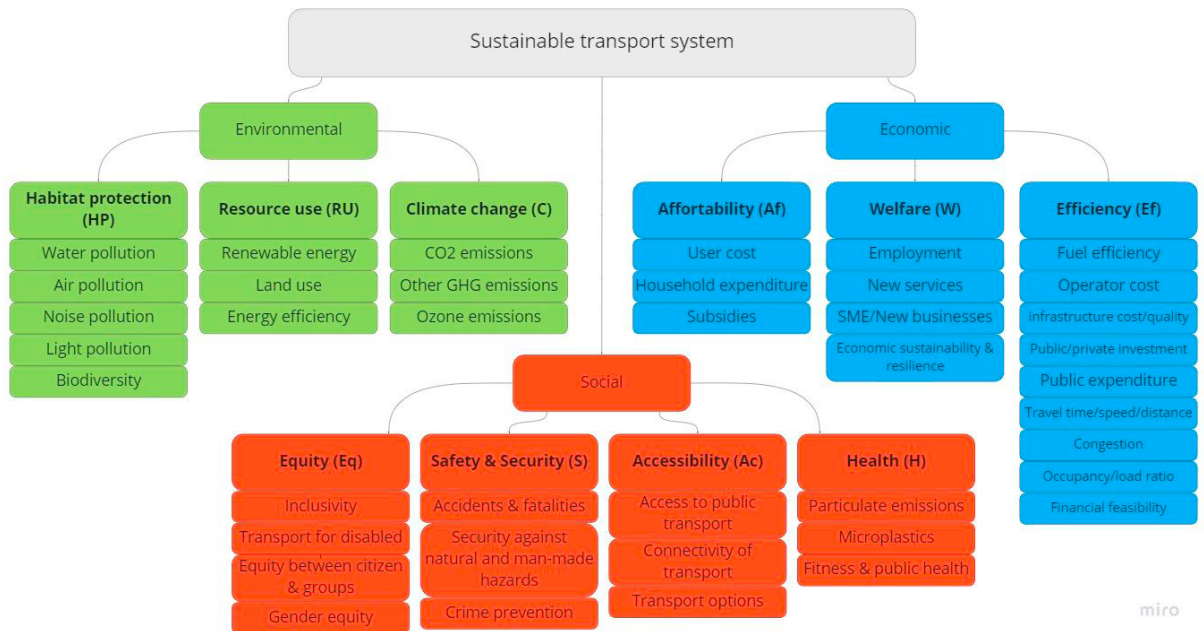 Sustainable transport system
Environmental
Economic
Habitat protection
(HP)
Water pollution
Air pollution
Noise pollution
Light pollution
Biodiversity
Resource use (RU)
Renewable energy
Land use
Energy efficiency
Climate change (C)
CO2 emissions
Other GHG emissions
Ozone emissions
Affortability (Af)
User cost
Household expenditure
Subsidies
Welfare (W)
Employment
New services
SME/New businesses
Economic sustainability &
resilience
Efficiency (Ef)
Fuel efficiency
Operator cost
Infrastructure cost/quality
Public/private investment
Public expenditure
Travel time/speed/distance
Congestion
Occupancy/load ratio
Financial feasibility
Social
Equity (Eq)
Inclusivity
Transport for disabled
Equity between citizen
& groups
Gender equity
Safety & Security (S)
Accidents & fatalities
Security against
natural and man-made
hazards
Crime prevention
Accessibility (Ac)
Access to public
transport
Connectivity of
transport
Transport options
Health (H)
Particulate emissions
Microplastics
Fitness & public health
miro